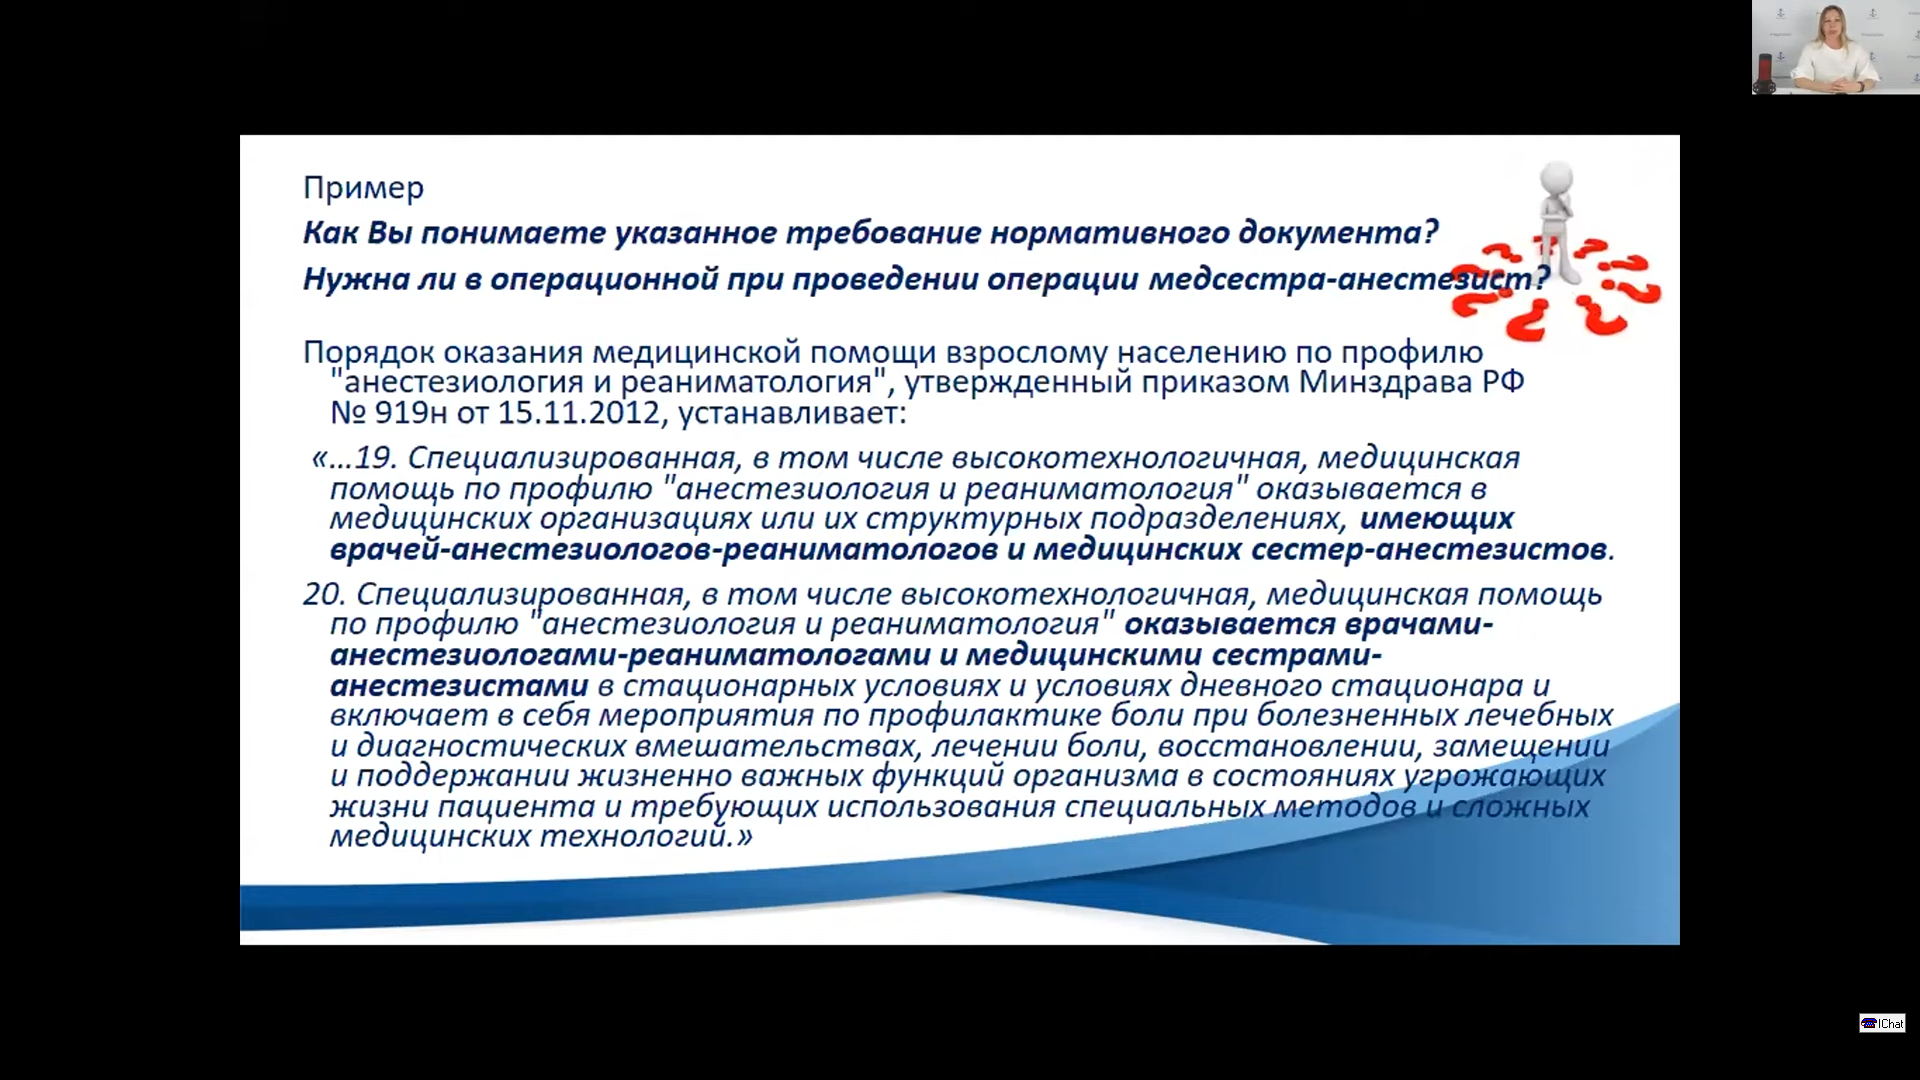 Пример
Как Вы понимаете указанное требование нормативного документа?
Нужна ли в операционной при проведении операции медсестра-анестезист?
Порядок оказания медицинской помощи взрослому населению по профилю
"анестезиология и реаниматология", утвержденный приказом Минздрава РФ
№ 919н от 15.11.2012, устанавливает:
«...19. Специализированная, в том числе высокотехнологичная, медицинская
помощь по профилю "анестезиология и реаниматология" оказывается в
медицинских организациях или их структурных подразделениях, имеющих
врачей-анестезиологов-реаниматологов и медицинских сестер-анестезистов.
20. Специализированная, в том числе высокотехнологичная, медицинская помощь
по профилю "анестезиология и реаниматология" оказывается врачами-
анестезиологами-реаниматологами и медицинскими сестрами-
анестезистами в стационарных условиях и условиях дневного стационара и
включает в себя мероприятия по профилактике боли при болезненных лечебных
и диагностических вмешательствах, лечении боли, восстановлении, замещении
и поддержании жизненно важных функций организма в состояниях угрожающих
жизни пациента и требующих использования специальных методов и сложных
медицинских технологий.»
IChat